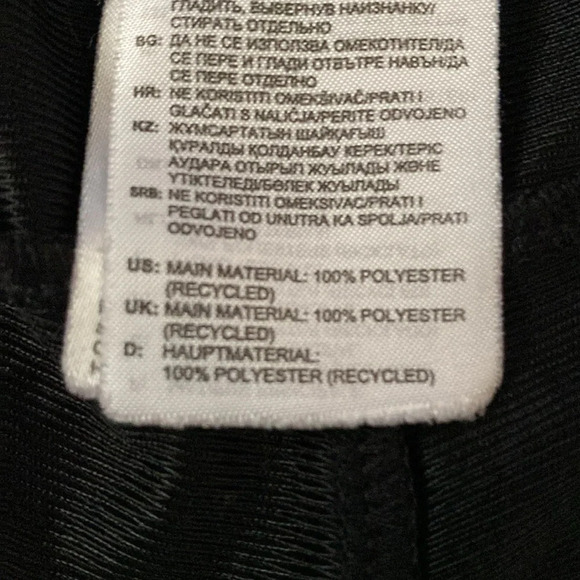 ГЛАДИТЬ, ВЫВЕРНУВ НАИЗНАНКУ/
СТИРАТЬ ОТДЕЛЬНО
BG: ДА НЕ СЕ ИЗПОЛЗВА ОМЕКОТИТЕЛ/ДА
СЕ ПЕРЕ И ГЛАДИ ОТВЪТРЕ НАВЪН/ДА
СЕ ПЕРЕ ОТДЕЛНО
HR: NE KORISTITI OMEKŠIVAČ/PRATI I
GLAČATI S NALIČJA/PERITE ODVOJENO
KZ: ЖҰМСАРТАТЫН ШАЙҚАҒЫШ
ҚҰРАЛДЫ ҚОЛДАНБАУ КЕРЕК/ТЕРІС
АУДАРА ОТЫРЫП ЖУЫЛАДЫ ЖӘНЕ
ҮТІКТЕЛЕДІ/БӨЛЕК ЖУЫЛАДЫ
SRB: NE KORISTITI OMEKSIVAC/PRATI I
PEGLATI OD UNUTRA KA SPOLJA/PRATI
ODVOJENO
US: MAIN MATERIAL: 100% POLYESTER
(RECYCLED)
UK: MAIN MATERIAL: 100% POLYESTER
(RECYCLED)
D: HAUPTMATERIAL:
100% POLYESTER (RECYCLED)